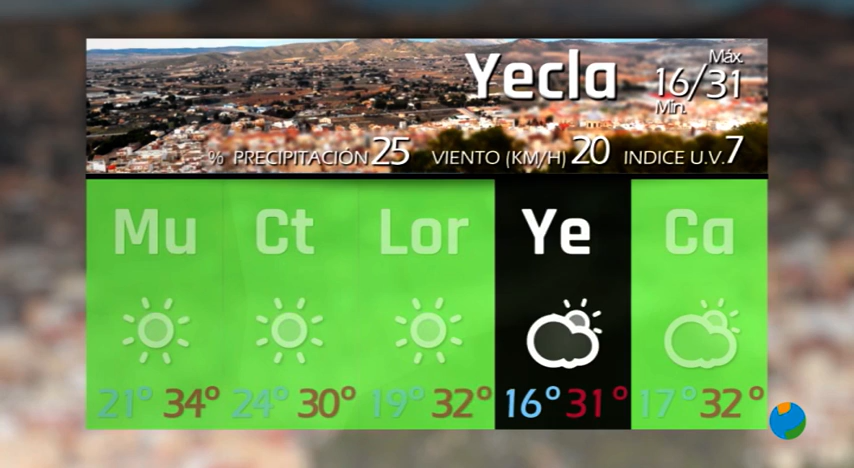 Yecla
Máx.
16/31
Mín.
% PRECIPITACIÓN 25 VIENTO (KM/H) 20 INDICE U.V. 7
Mu Ct Lor Ye Ca
21° 34° 24° 30° 19° 32° 16° 31° 17° 32°